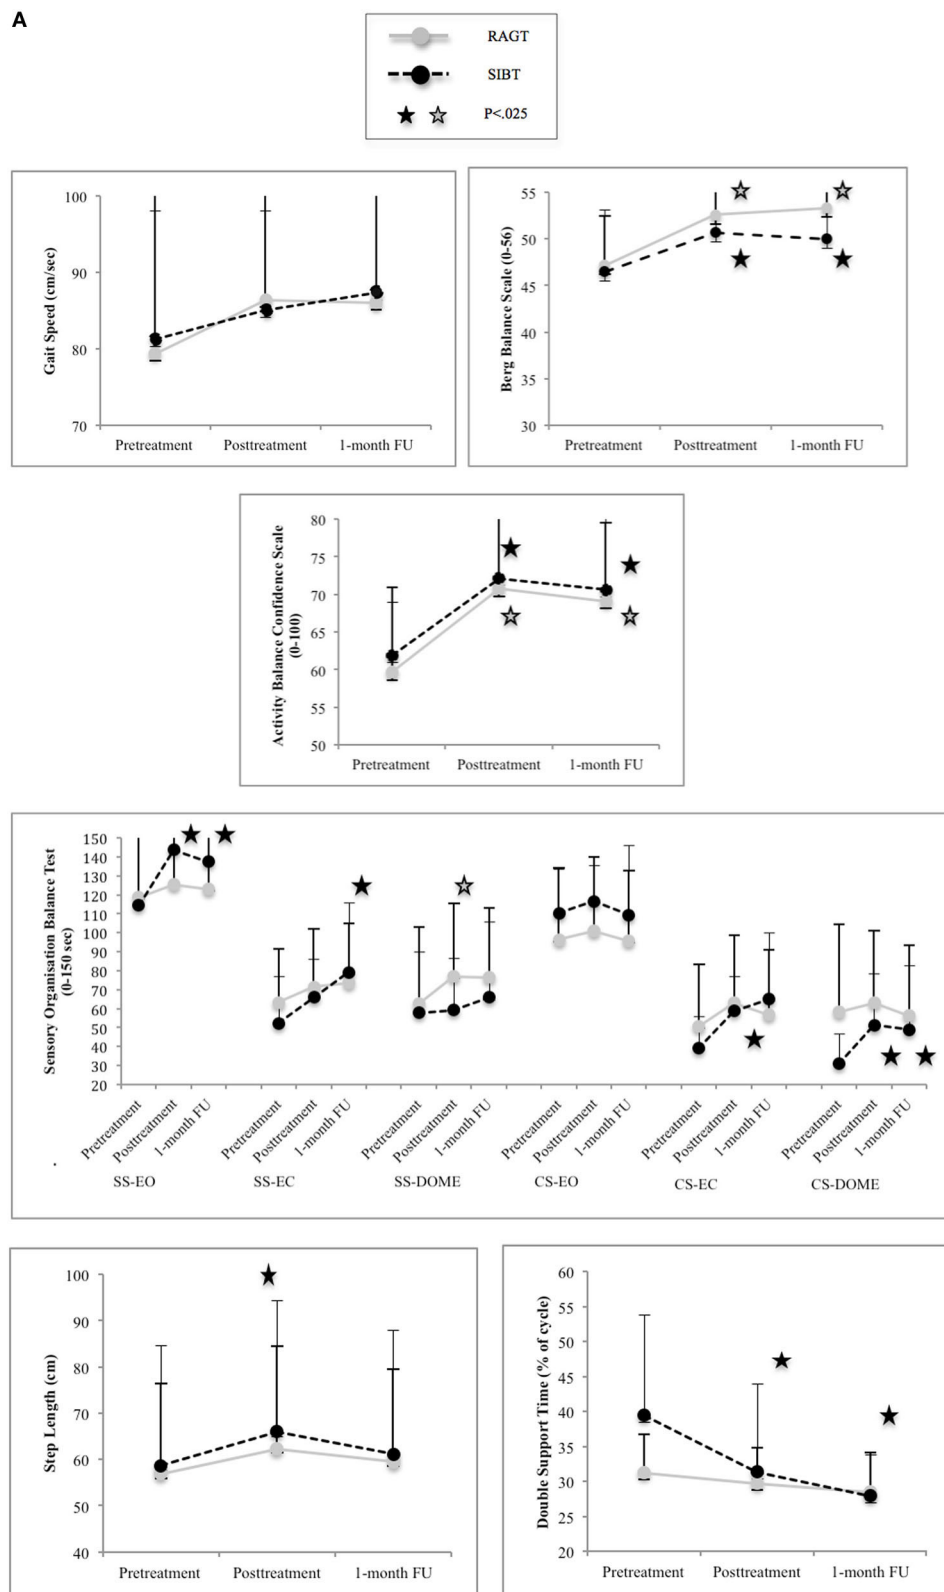 A
RAGT
SIBT
P<.025
Gait Speed (cm/sec)
100
90
80
70
Pretreatment Posttreatment 1-month FU
Berg Balance Scale (0-56)
55
50
45
40
35
30
Pretreatment Posttreatment 1-month FU
Activity Balance Confidence Scale
(0-100)
80
75
70
65
60
55
50
Pretreatment Posttreatment 1-month FU
Sensory Organisation Balance Test
(0-150 sec)
150
140
130
120
110
100
90
80
70
60
50
40
30
20
Pretreatment Posttreatment 1-month FU Pretreatment Posttreatment 1-month FU Pretreatment Posttreatment 1-month FU Pretreatment Posttreatment 1-month FU Pretreatment Posttreatment 1-month FU Pretreatment Posttreatment 1-month FU
SS-EO SS-EC SS-DOME CS-EO CS-EC CS-DOME
Step Length (cm)
100
90
80
70
60
50
40
Pretreatment Posttreatment 1-month FU
Double Support Time (% of cycle)
60
55
50
45
40
35
30
25
20
Pretreatment Posttreatment 1-month FU